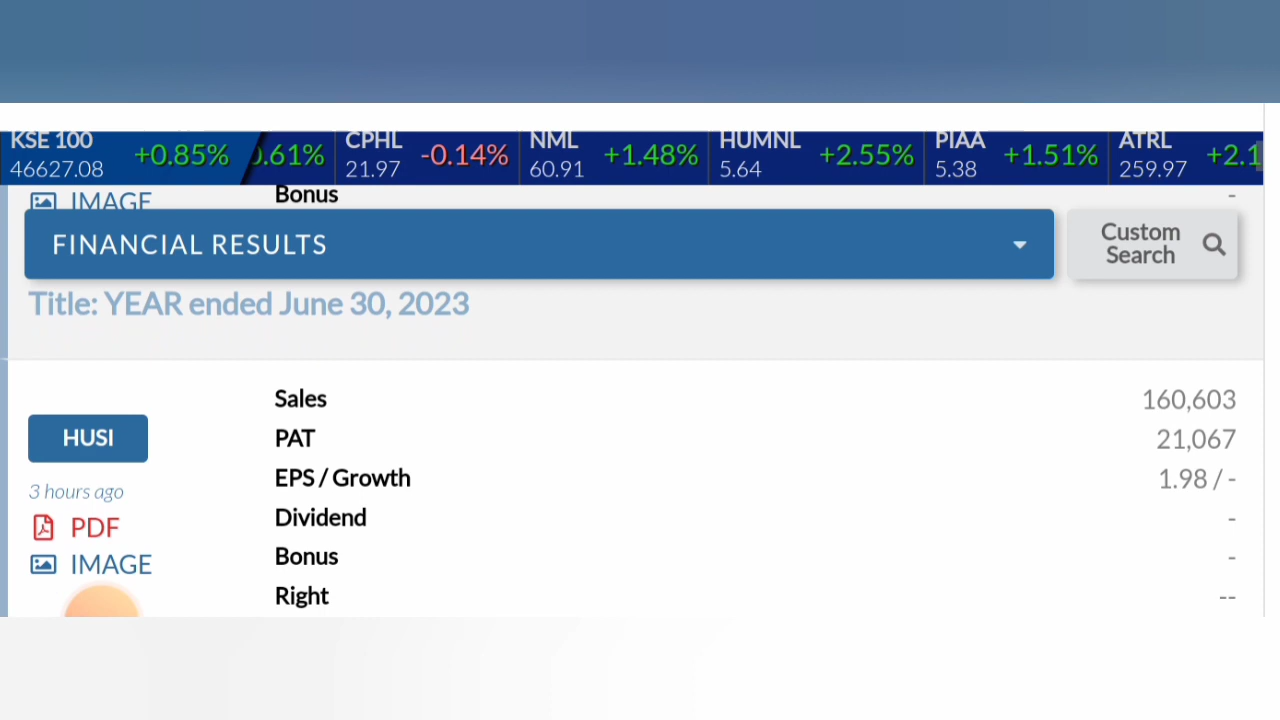 KSE 100 46627.08 +0.85% 0.61% CPHL 21.97 -0.14% NML 60.91 +1.48% HUMNL 5.64 +2.55% PIAA 5.38 +1.51% ATRL 259.97 +2.1
IMAGE Bonus -
FINANCIAL RESULTS
Custom Search
Title: YEAR ended June 30, 2023
Sales 160,603
HUSI
PAT 21,067
EPS / Growth 1.98 / -
3 hours ago
Dividend -
PDF
Bonus -
IMAGE
Right --